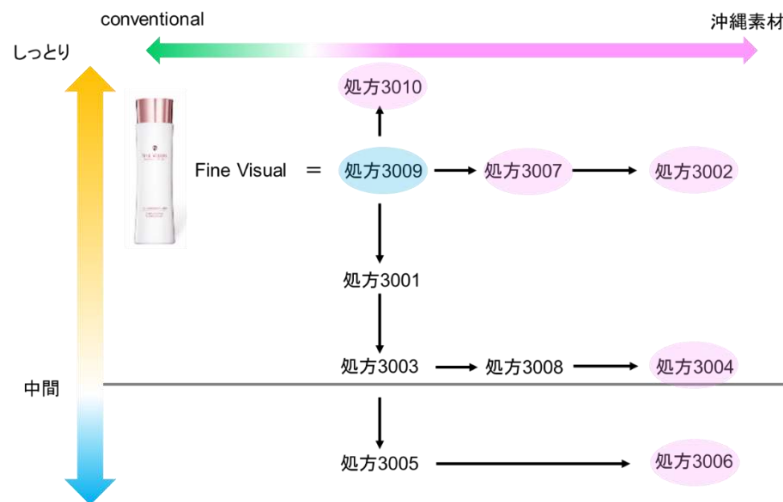 conventional
沖縄素材
しっとり
処方3010
Fine Visual =
処方3009
処方3007
処方3002
処方3001
処方3003
処方3008
処方3004
中間
処方3005
処方3006